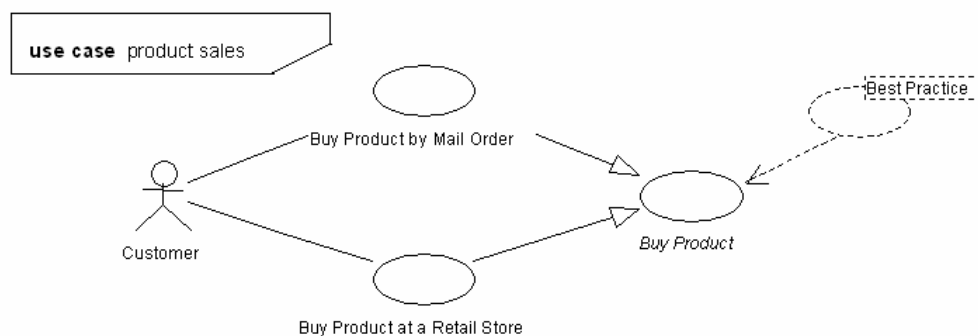 use case product sales
Best Practice
Buy Product by Mail Order
Customer
Buy Product
Buy Product at a Retail Store